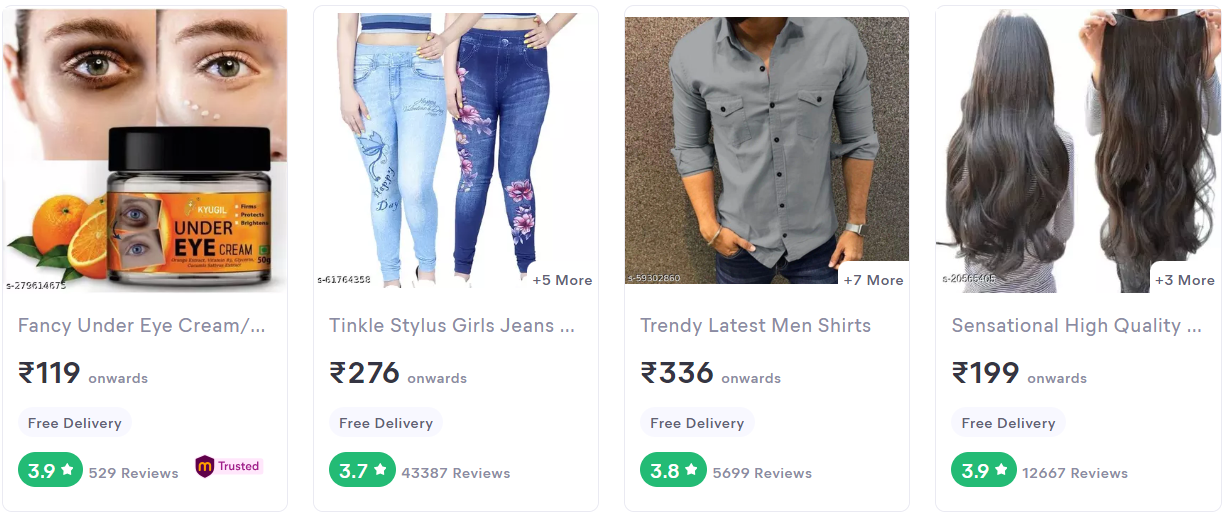 KYUGIL
Firms
Protects
Brightens
UNDER
EYE CREAM
50g
s-279614675
Fancy Under Eye Cream/...
₹119 onwards
Free Delivery
3.9 ★ 529 Reviews
m Trusted
Happy
Day
s-61764358
+5 More
Tinkle Stylus Girls Jeans ...
₹276 onwards
Free Delivery
3.7 ★ 43387 Reviews
s-59302860
+7 More
Trendy Latest Men Shirts
₹336 onwards
Free Delivery
3.8 ★ 5699 Reviews
s-20565405
+3 More
Sensational High Quality ...
₹199 onwards
Free Delivery
3.9 ★ 12667 Reviews